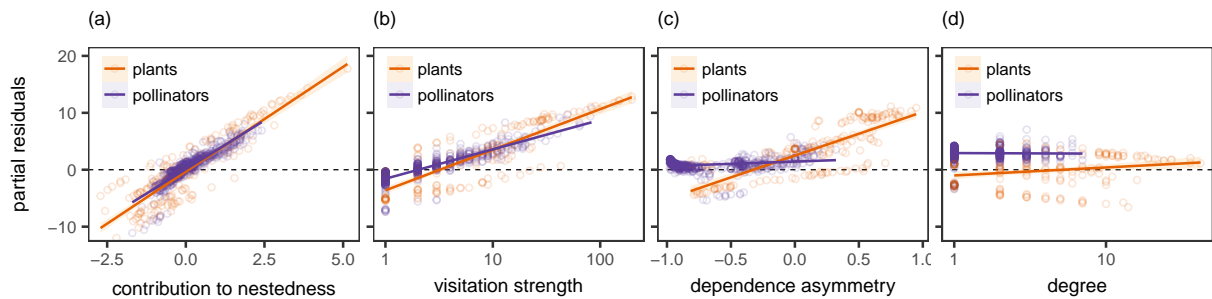 (a)
(b)
(c)
(d)
partial residuals
20
10
0
−10
plants
pollinators
plants
pollinators
plants
pollinators
plants
pollinators
−2.5 0.0 2.5 5.0
1 10 100
−1.0 −0.5 0.0 0.5 1.0
1 10
contribution to nestedness
visitation strength
dependence asymmetry
degree